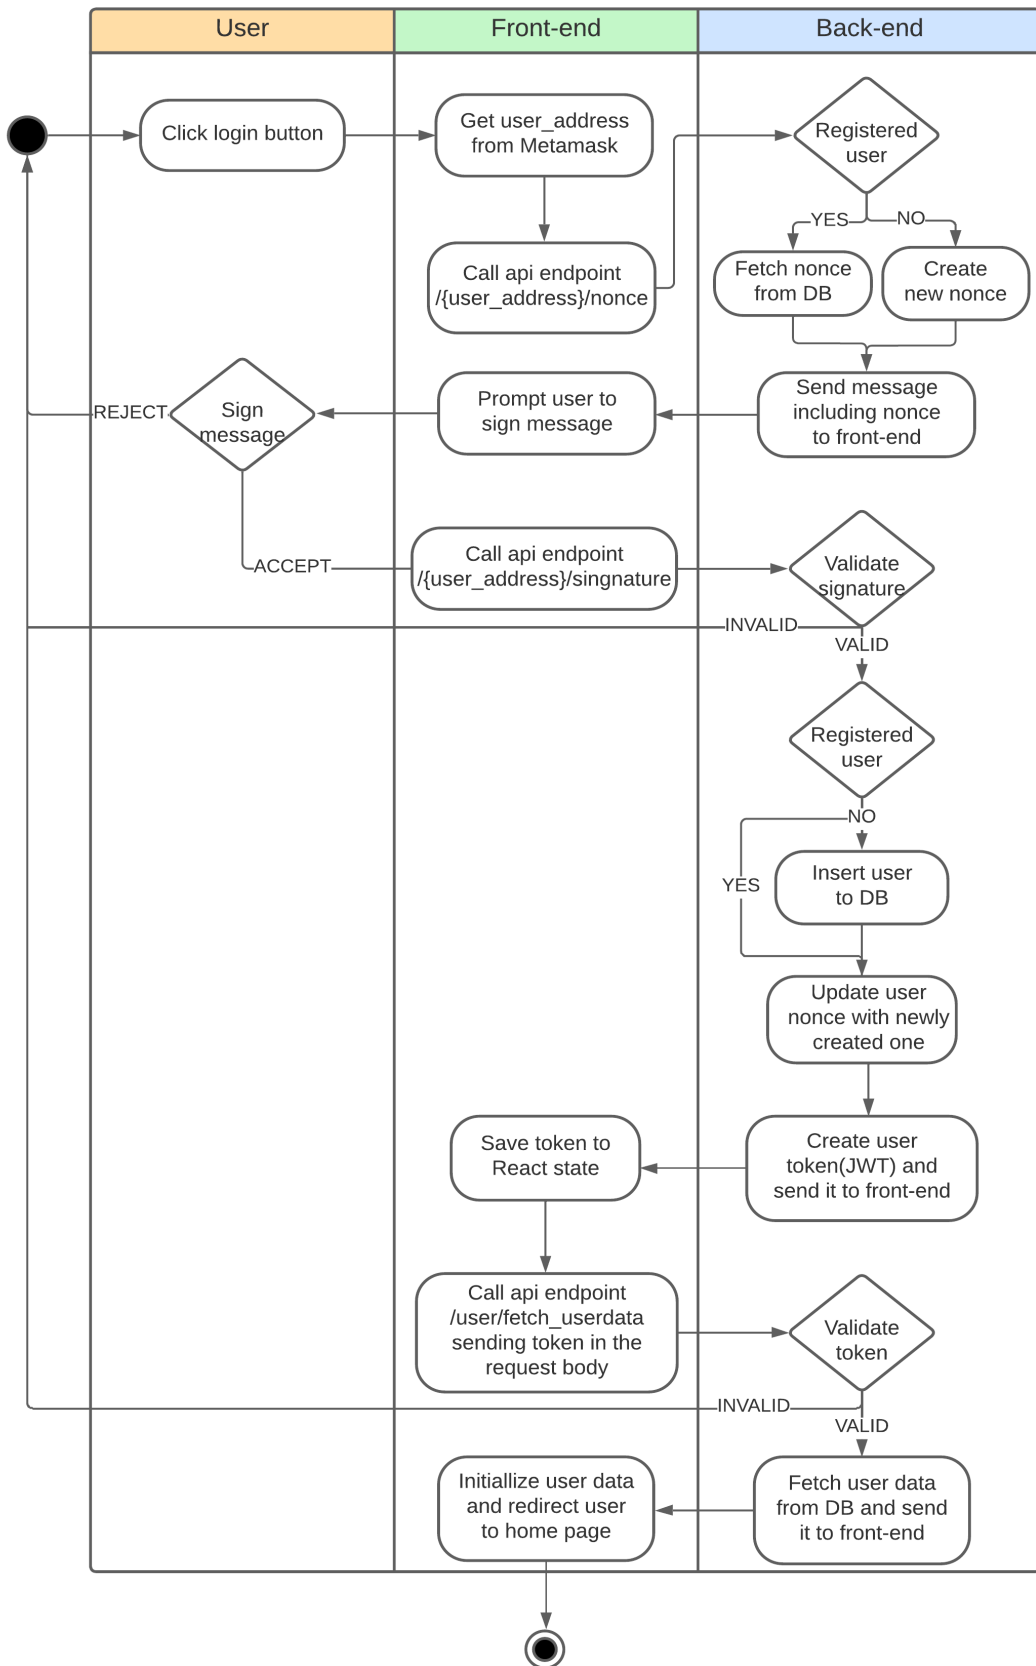 User
Front-end
Back-end
Click login button
Get user_address
from Metamask
Registered
user
YES
NO
Call api endpoint
/{user_address}/nonce
Fetch nonce
from DB
Create
new nonce
Send message
including nonce
to front-end
Prompt user to
sign message
Sign
message
REJECT
ACCEPT
Call api endpoint
/{user_address}/singnature
Validate
signature
INVALID
VALID
Registered
user
NO
YES
Insert user
to DB
Update user
nonce with newly
created one
Create user
token(JWT) and
send it to front-end
Save token to
React state
Call api endpoint
/user/fetch_userdata
sending token in the
request body
Validate
token
INVALID
VALID
Fetch user data
from DB and send
it to front-end
Initiallize user data
and redirect user
to home page